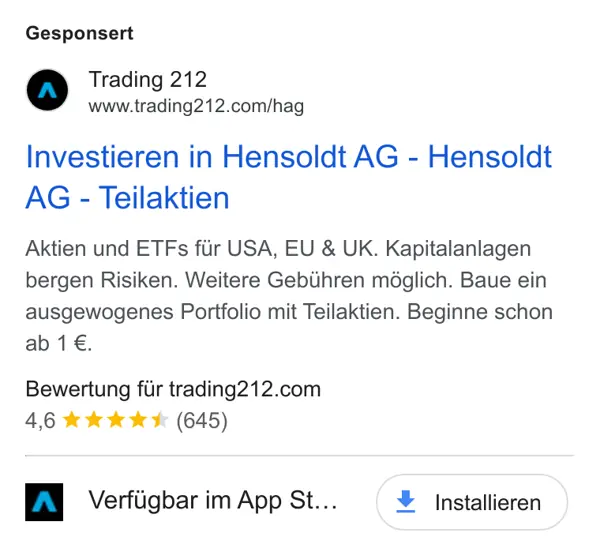 Gesponsert
Trading 212
www.trading212.com/hag
Investieren in Hensoldt AG - Hensoldt
AG - Teilaktien
Aktien und ETFs für USA, EU & UK. Kapitalanlagen
bergen Risiken. Weitere Gebühren möglich. Baue ein
ausgewogenes Portfolio mit Teilaktien. Beginne schon
ab 1 €.
Bewertung für trading212.com
4,6 ★★★★★ (645)
Verfügbar im App St…
Installieren